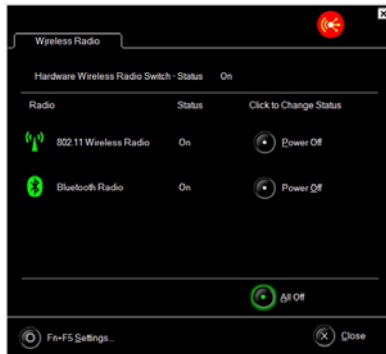 Wireless Radio
Hardware Wireless Radio Switch - Status On
Radio Status Click to Change Status
802.11 Wireless Radio On Power Off
Bluetooth Radio On Power Off
All Off
Fn+F5 Settings... Close